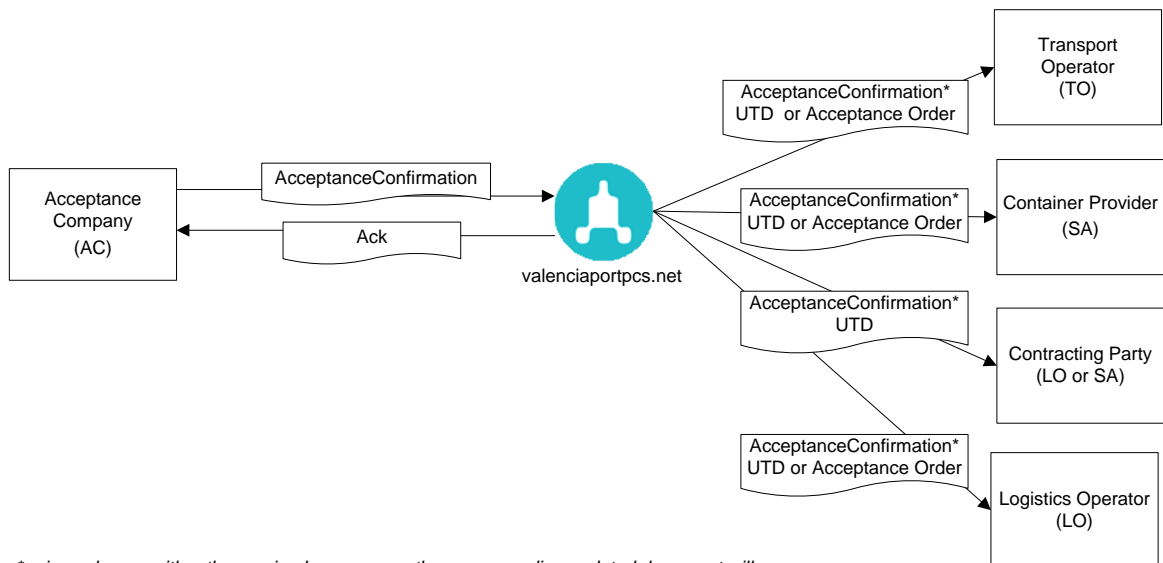 Transport
Operator
(TO)
AcceptanceConfirmation*
UTD or Acceptance Order
AcceptanceConfirmation
Acceptance
Company
(AC)
Ack
valenciaportpcs.net
AcceptanceConfirmation*
UTD or Acceptance Order
Container Provider
(SA)
AcceptanceConfirmation*
UTD
Contracting Party
(LO or SA)
AcceptanceConfirmation*
UTD or Acceptance Order
Logistics Operator
(LO)